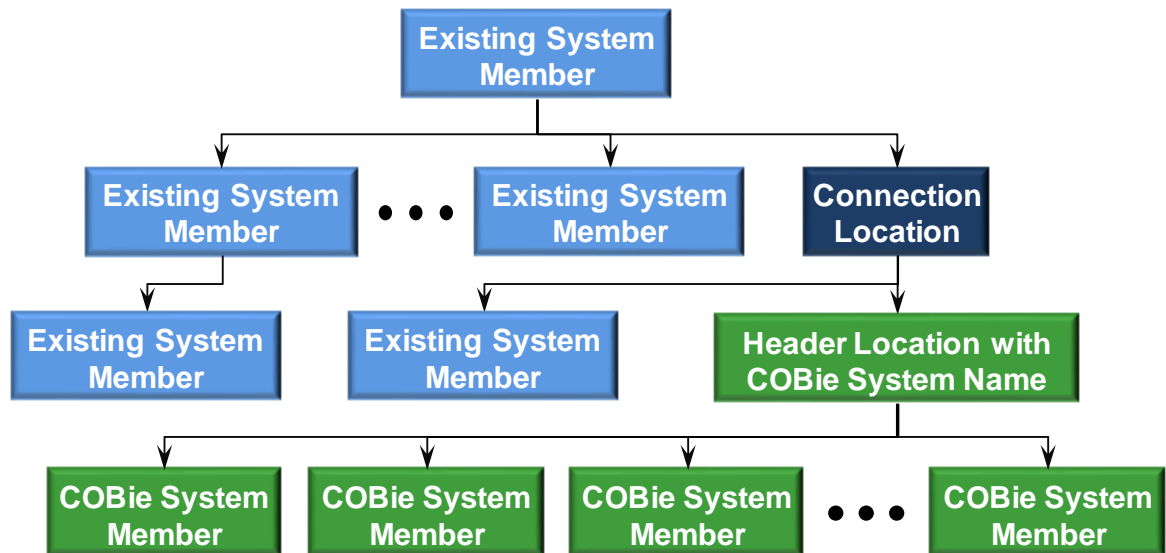 Existing System
Member
Existing System
Member
Existing System
Member
Connection
Location
Existing System
Member
Existing System
Member
Header Location with
COBie System Name
COBie System
Member
COBie System
Member
COBie System
Member
COBie System
Member